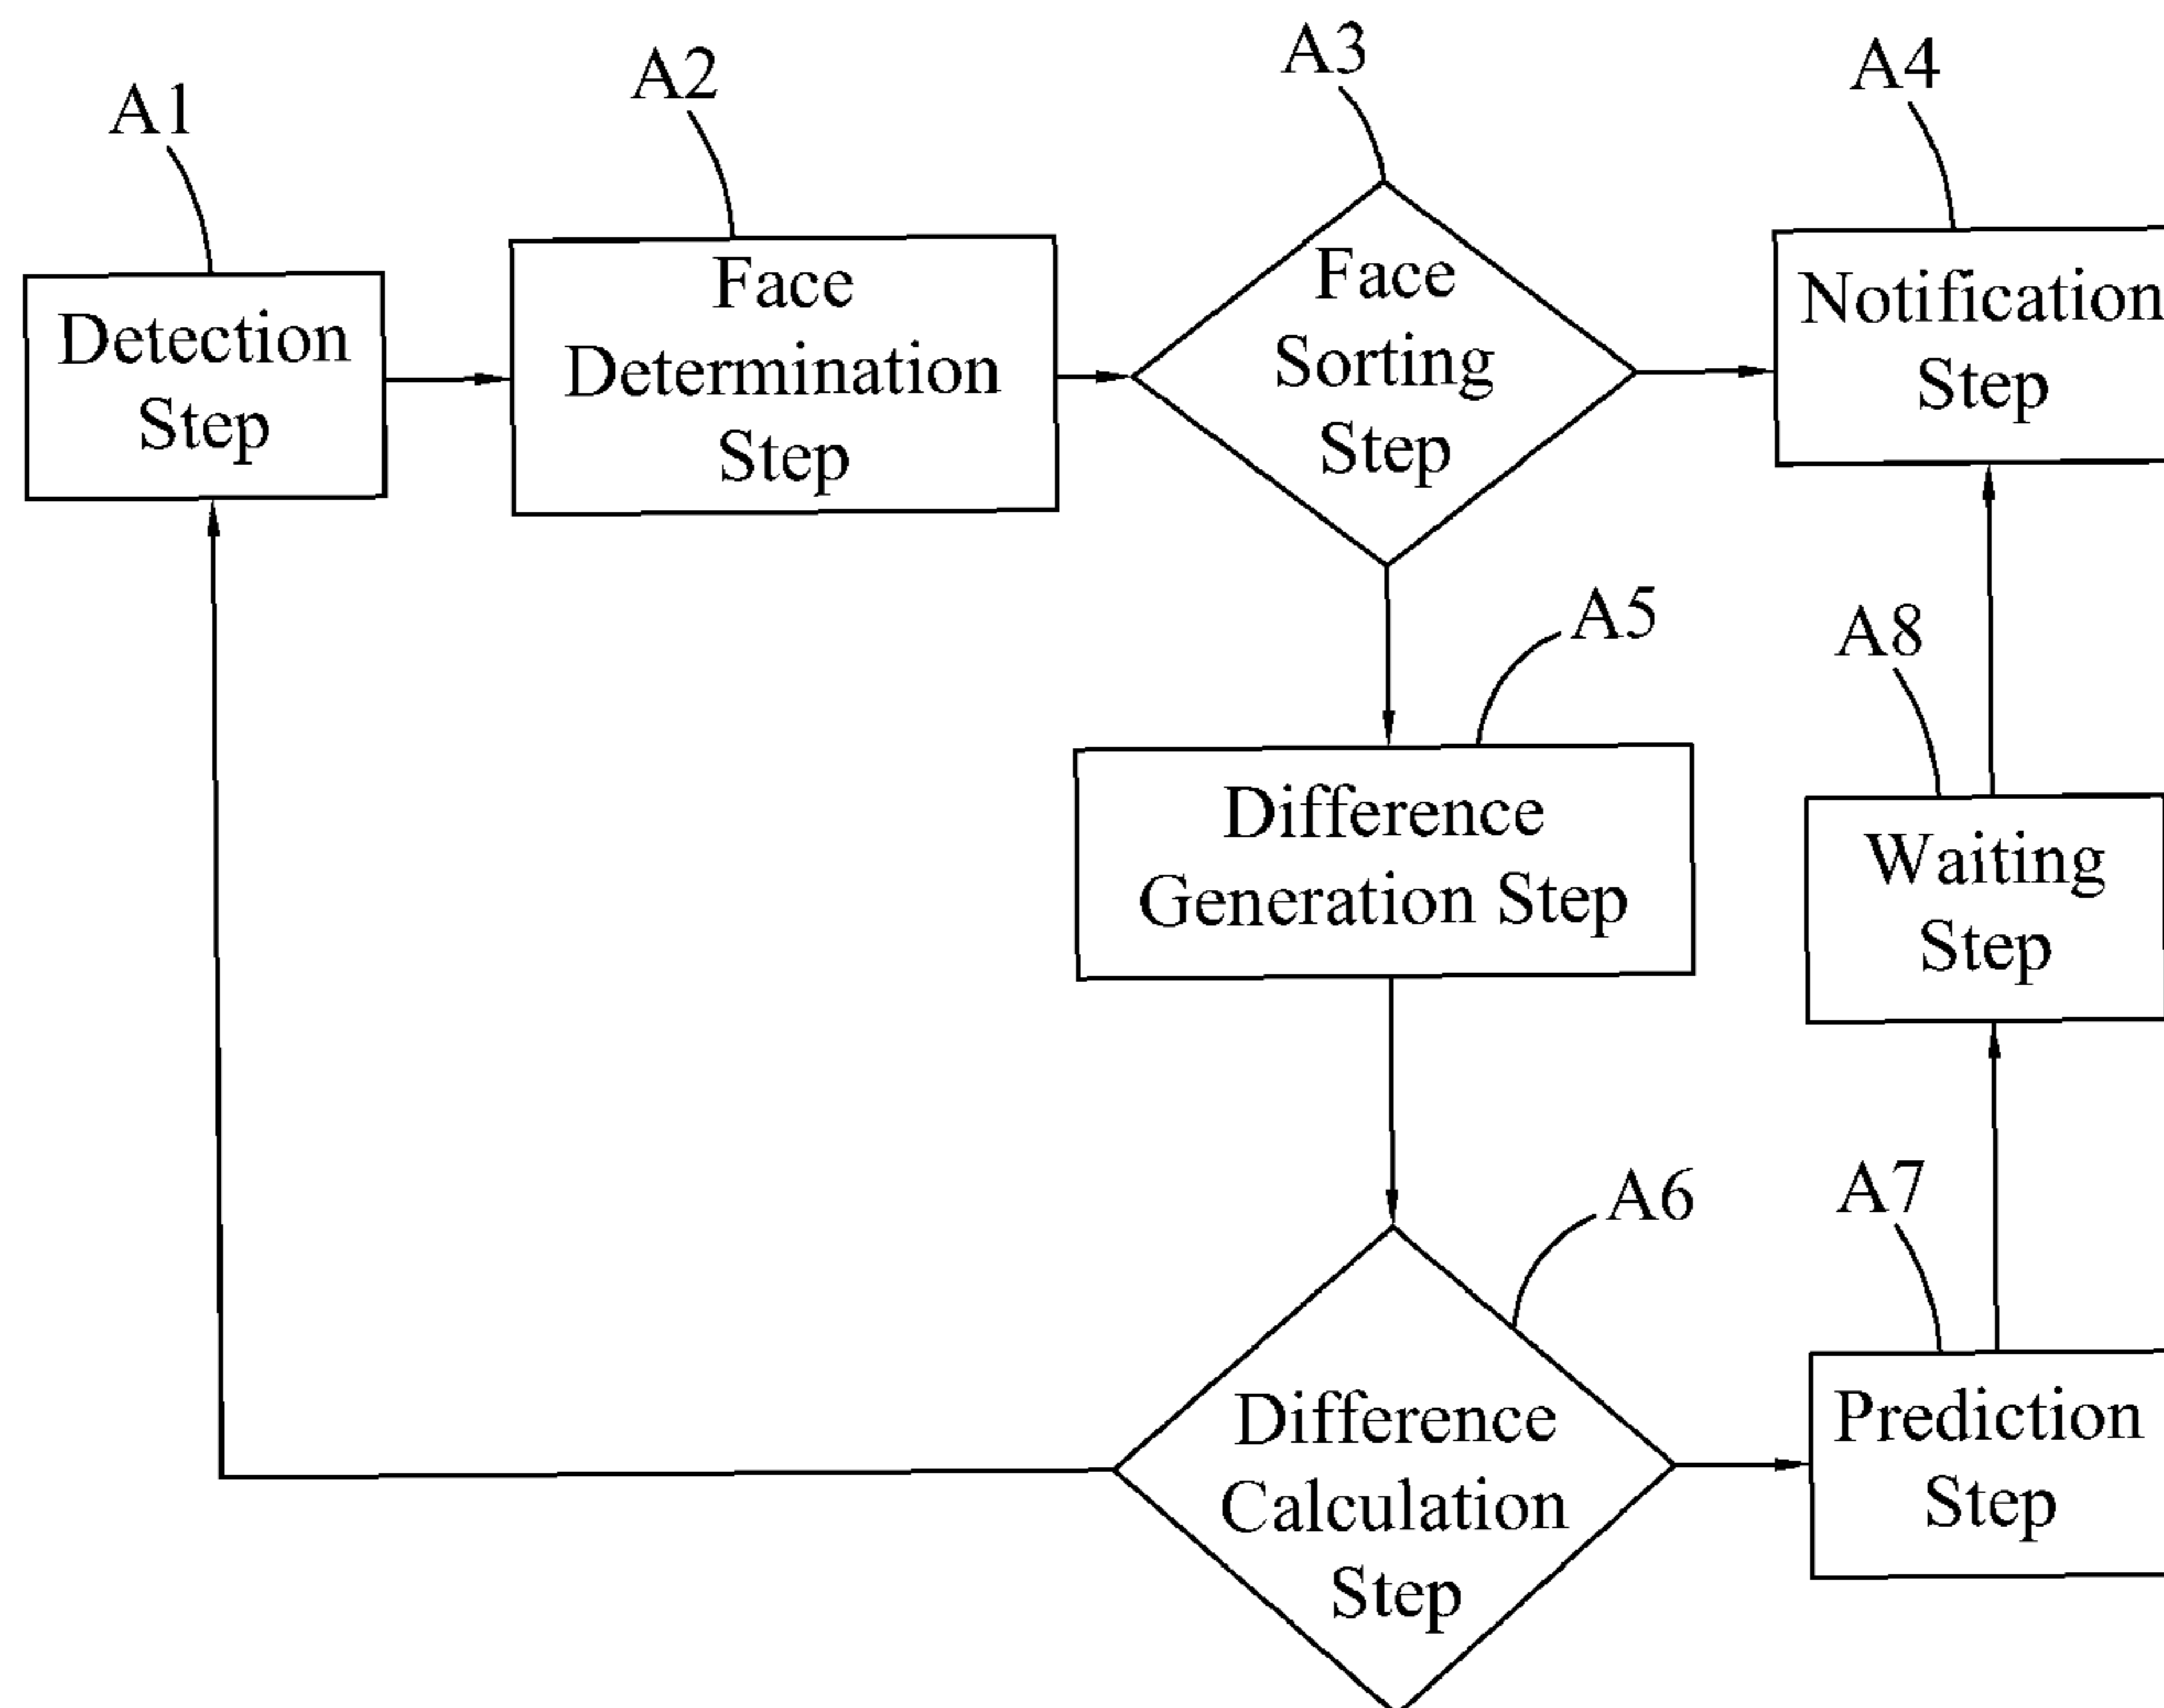 A1
Detection
Step
A2
Face
Determination
Step
A3
Face
Sorting
Step
A4
Notification
Step
A5
Difference
Generation Step
A8
Waiting
Step
A6
Difference
Calculation
Step
A7
Prediction
Step